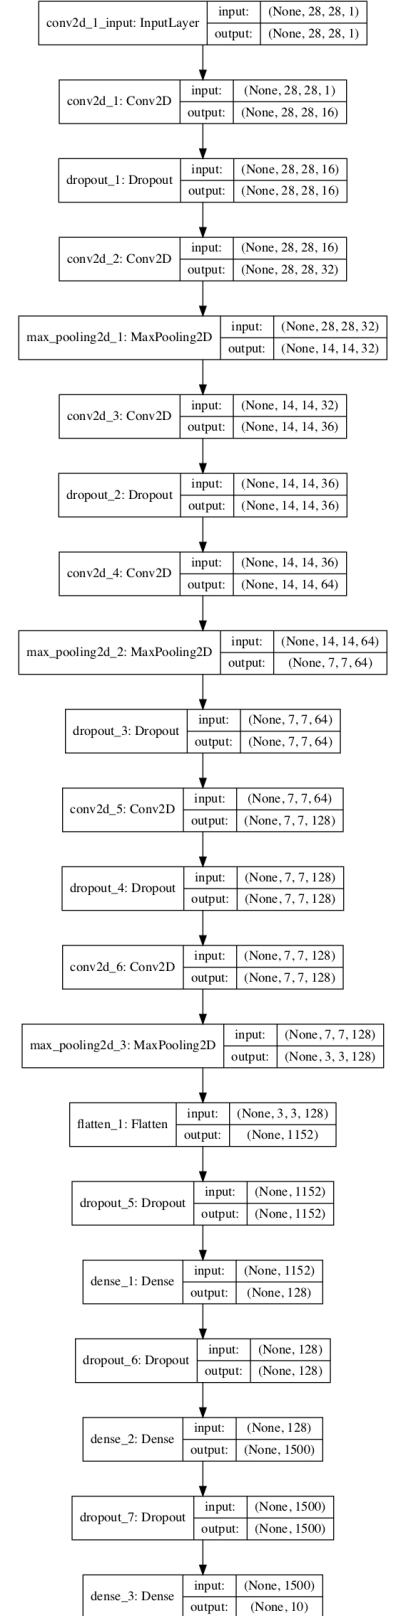 conv2d_1_input: InputLayer input: (None, 28, 28, 1)
output: (None, 28, 28, 1)
conv2d_1: Conv2D input: (None, 28, 28, 1)
output: (None, 28, 28, 16)
dropout_1: Dropout input: (None, 28, 28, 16)
output: (None, 28, 28, 16)
conv2d_2: Conv2D input: (None, 28, 28, 16)
output: (None, 28, 28, 32)
max_pooling2d_1: MaxPooling2D input: (None, 28, 28, 32)
output: (None, 14, 14, 32)
conv2d_3: Conv2D input: (None, 14, 14, 32)
output: (None, 14, 14, 36)
dropout_2: Dropout input: (None, 14, 14, 36)
output: (None, 14, 14, 36)
conv2d_4: Conv2D input: (None, 14, 14, 36)
output: (None, 14, 14, 64)
max_pooling2d_2: MaxPooling2D input: (None, 14, 14, 64)
output: (None, 7, 7, 64)
dropout_3: Dropout input: (None, 7, 7, 64)
output: (None, 7, 7, 64)
conv2d_5: Conv2D input: (None, 7, 7, 64)
output: (None, 7, 7, 128)
dropout_4: Dropout input: (None, 7, 7, 128)
output: (None, 7, 7, 128)
conv2d_6: Conv2D input: (None, 7, 7, 128)
output: (None, 7, 7, 128)
max_pooling2d_3: MaxPooling2D input: (None, 7, 7, 128)
output: (None, 3, 3, 128)
flatten_1: Flatten input: (None, 3, 3, 128)
output: (None, 1152)
dropout_5: Dropout input: (None, 1152)
output: (None, 1152)
dense_1: Dense input: (None, 1152)
output: (None, 128)
dropout_6: Dropout input: (None, 128)
output: (None, 128)
dense_2: Dense input: (None, 128)
output: (None, 1500)
dropout_7: Dropout input: (None, 1500)
output: (None, 1500)
dense_3: Dense input: (None, 1500)
output: (None, 10)